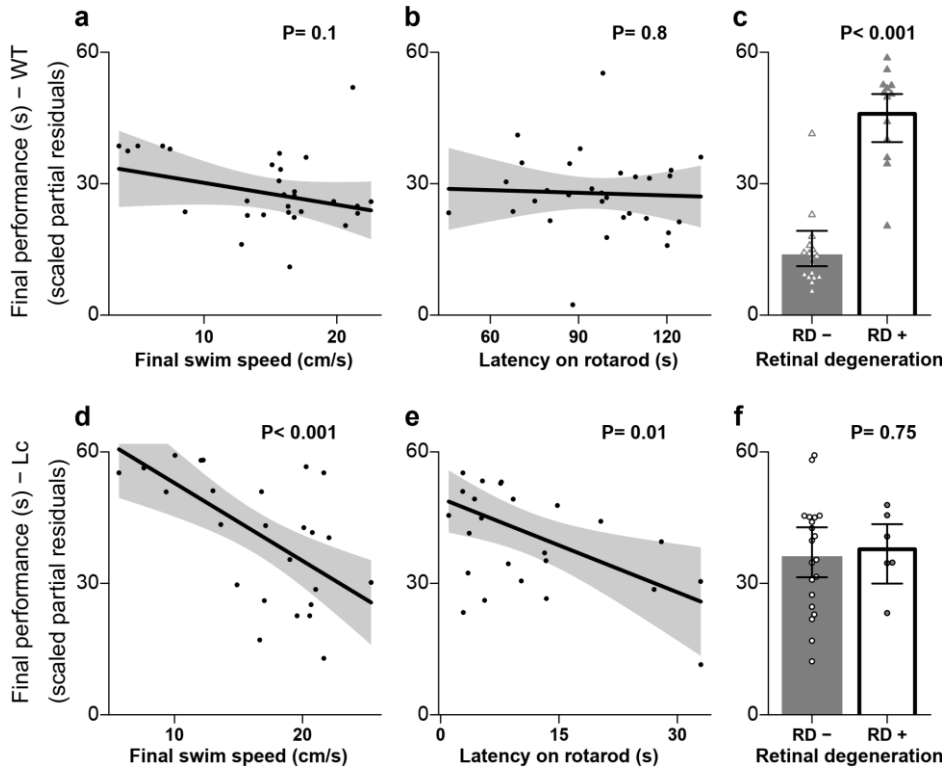 a
P= 0.1
b
P= 0.8
c
P< 0.001
Final performance (s) − WT
(scaled partial residuals)
60
30
0
10
20
Final swim speed (cm/s)
60
90
120
Latency on rotarod (s)
60
30
0
RD −
RD +
Retinal degeneration
d
P< 0.001
e
P= 0.01
f
P= 0.75
Final performance (s) − Lc
(scaled partial residuals)
60
30
0
10
20
Final swim speed (cm/s)
60
30
0
0
15
30
Latency on rotarod (s)
60
30
0
RD −
RD +
Retinal degeneration